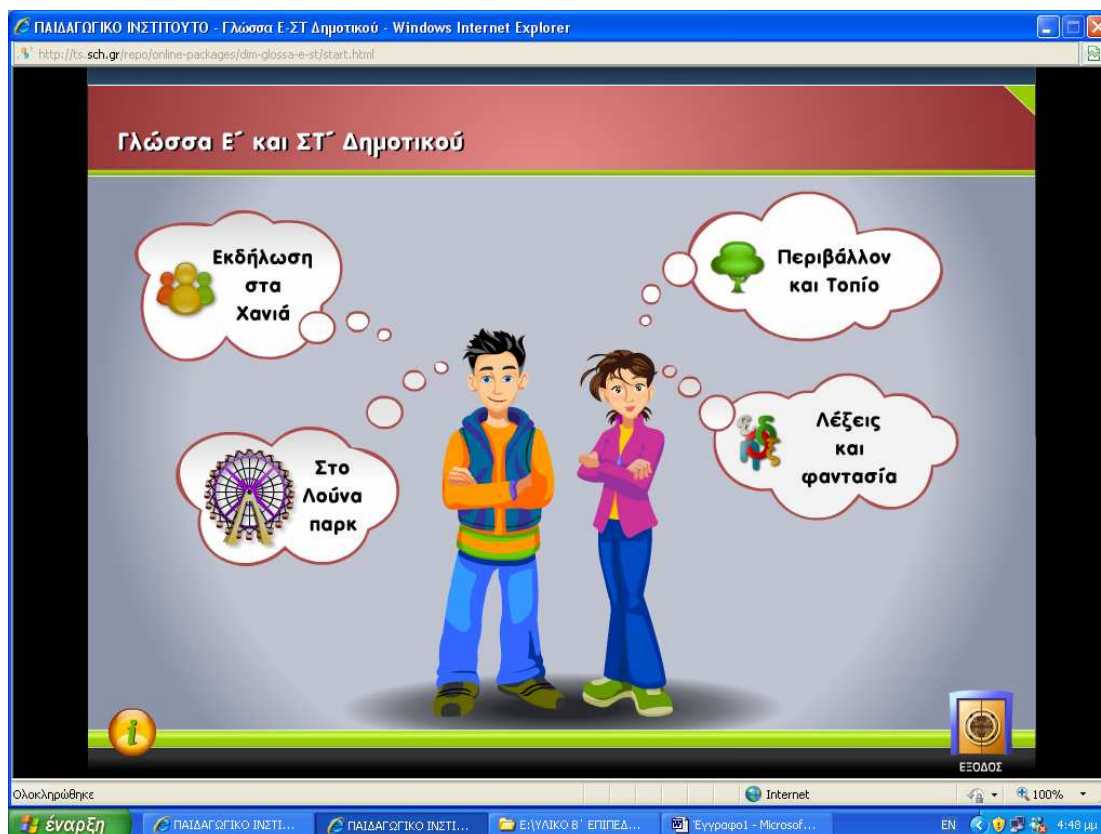 ΠΑΙΔΑΓΩΓΙΚΟ ΙΝΣΤΙΤΟΥΤΟ - Γλώσσα Ε-ΣΤ Δημοτικού - Windows Internet Explorer
http://ts.sch.gr/repo/online-packages/dim-glossa-e-st/start.html
Γλώσσα Ε΄ και ΣΤ΄ Δημοτικού
Εκδήλωση
στα
Χανιά
Περιβάλλον
και Τοπίο
Στο
Λούνα
παρκ
Λέξεις
και
φαντασία
i
ΕΞΟΔΟΣ
Ολοκληρώθηκε
Internet
100%
έναρξη
ΠΑΙΔΑΓΩΓΙΚΟ ΙΝΣΤΙ...
ΠΑΙΔΑΓΩΓΙΚΟ ΙΝΣΤΙ...
E:\ΥΛΙΚΟ Β΄ ΕΠΙΠΕΔ...
Έγγραφο1 - Microsof...
EN
4:48 μμ